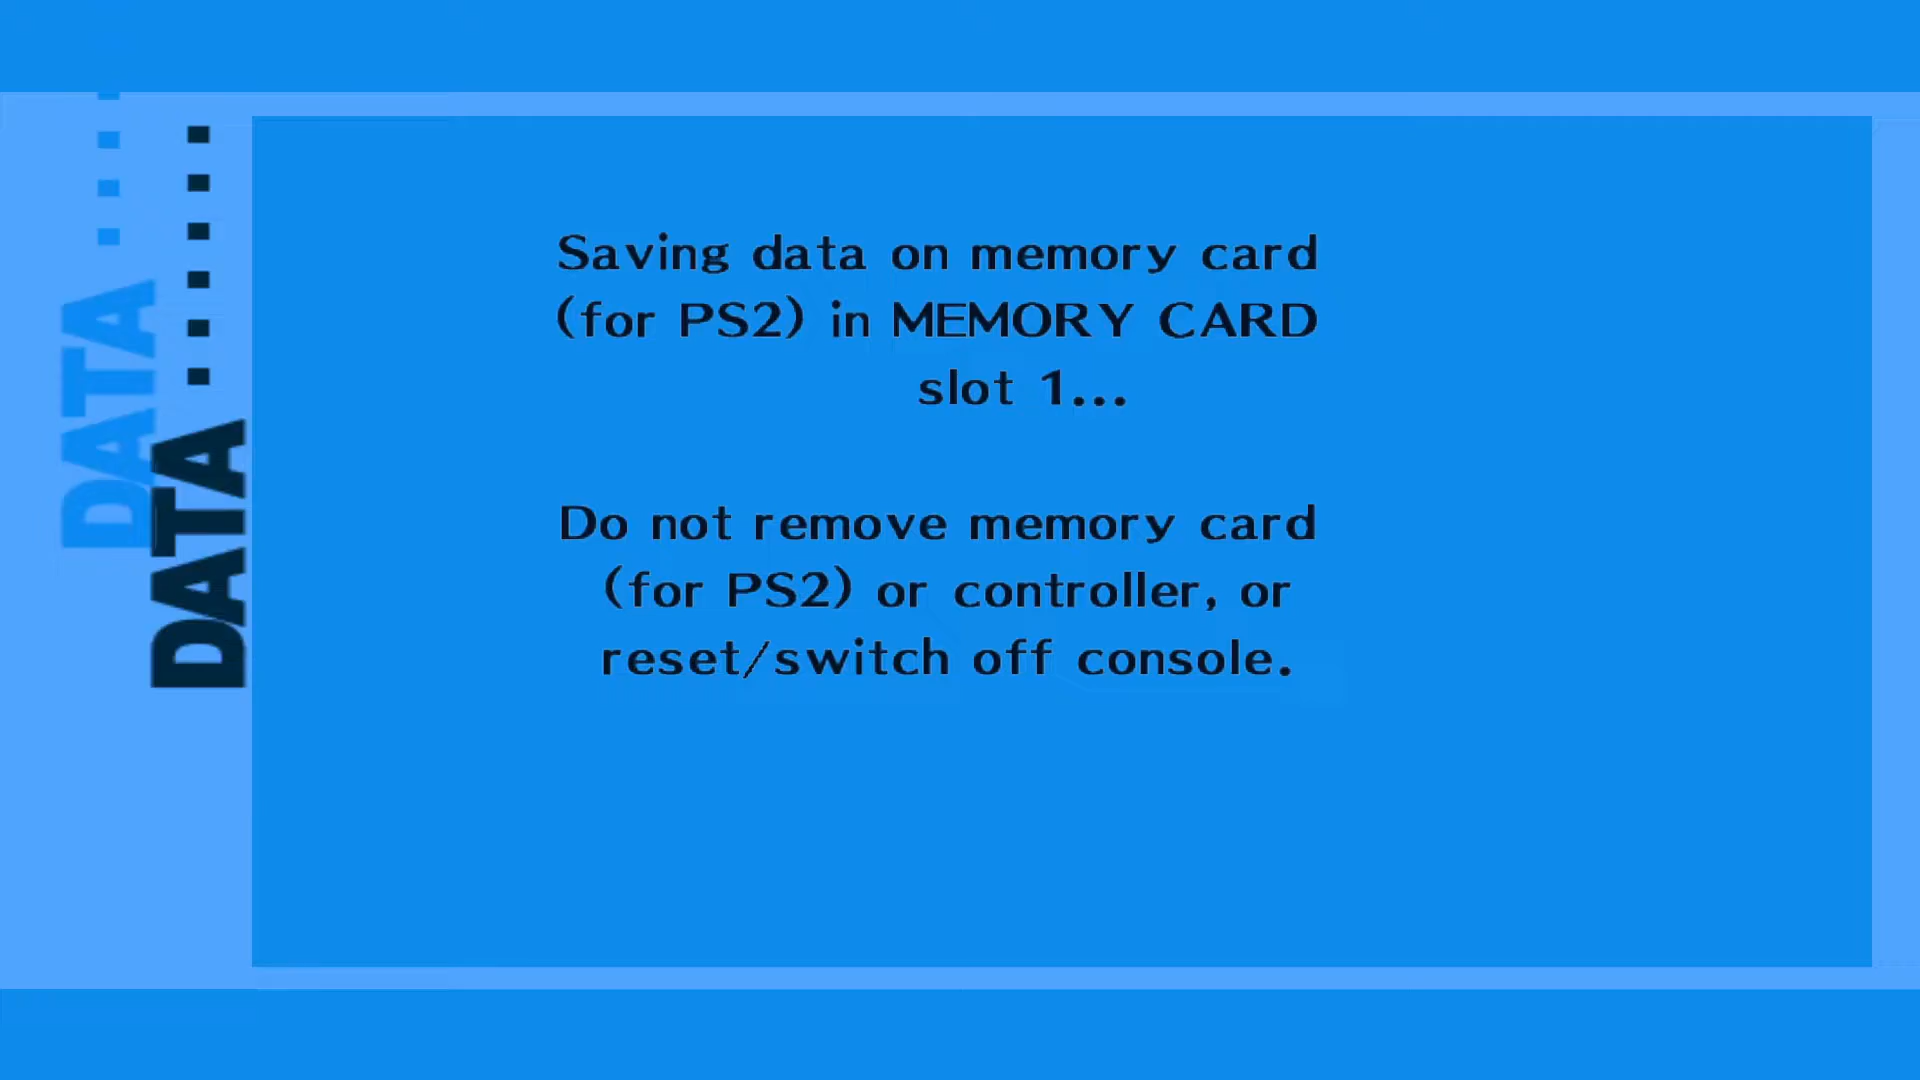 DATA......
DATA......
Saving data on memory card
(for PS2) in MEMORY CARD
slot 1...
Do not remove memory card
(for PS2) or controller, or
reset/switch off console.